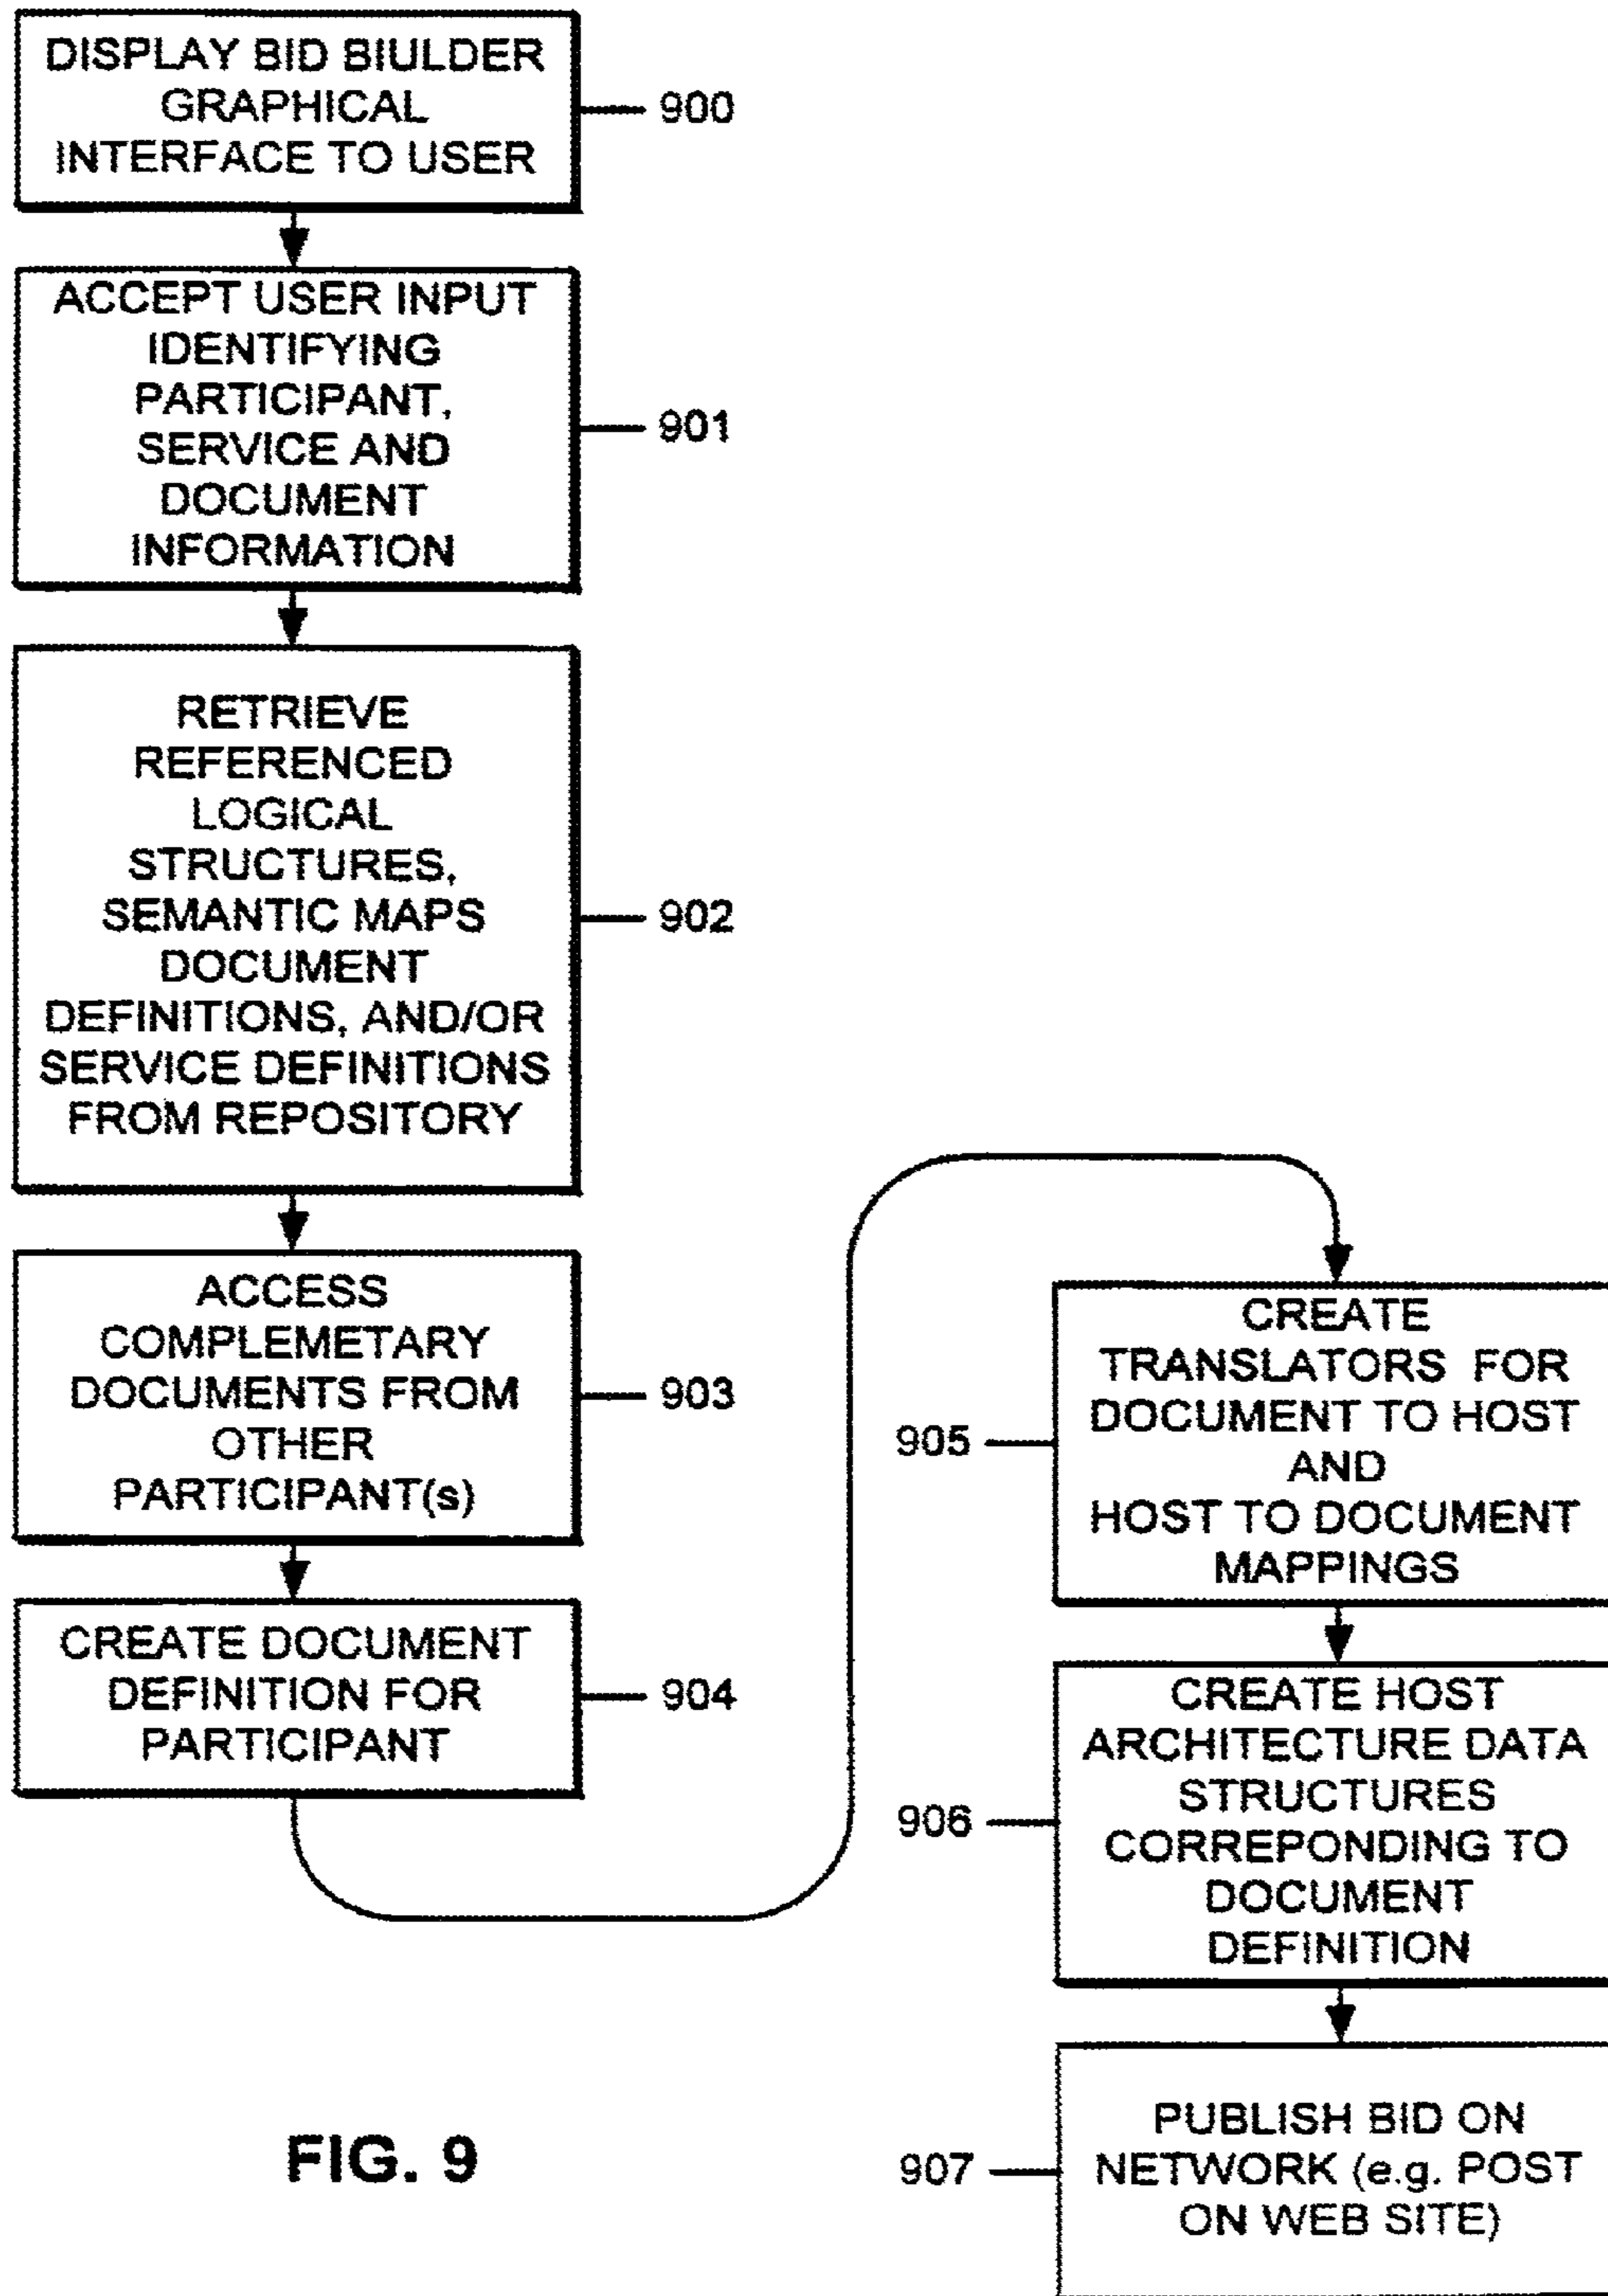 DISPLAY BID BIULDER
GRAPHICAL
INTERFACE TO USER
900
ACCEPT USER INPUT
IDENTIFYING
PARTICIPANT,
SERVICE AND
DOCUMENT
INFORMATION
901
RETRIEVE
REFERENCED
LOGICAL
STRUCTURES,
SEMANTIC MAPS
DOCUMENT
DEFINITIONS, AND/OR
SERVICE DEFINITIONS
FROM REPOSITORY
902
ACCESS
COMPLEMETARY
DOCUMENTS FROM
OTHER
PARTICIPANT(s)
903
CREATE DOCUMENT
DEFINITION FOR
PARTICIPANT
904
CREATE
TRANSLATORS FOR
DOCUMENT TO HOST
AND
HOST TO DOCUMENT
MAPPINGS
905
CREATE HOST
ARCHITECTURE DATA
STRUCTURES
CORREPONDING TO
DOCUMENT
DEFINITION
906
PUBLISH BID ON
NETWORK (e.g. POST
ON WEB SITE)
907
FIG. 9